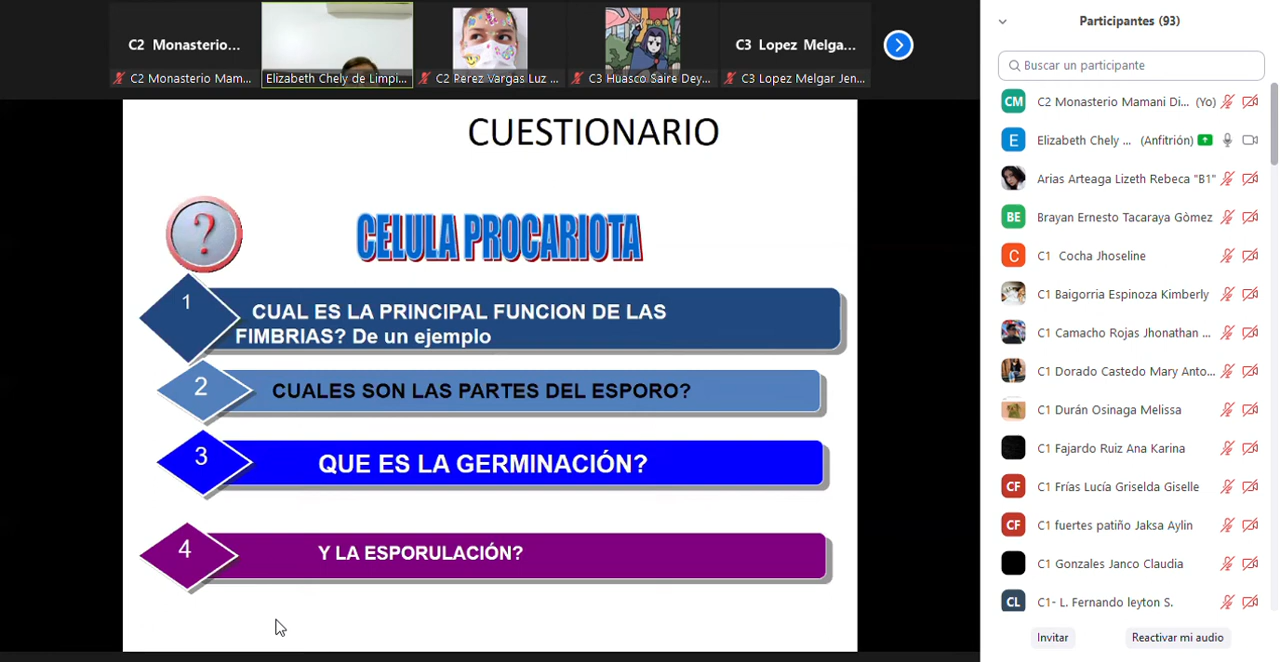 C2 Monasterio...
C3 Lopez Melga...
C2 Monasterio Mam...
Elizabeth Chely de Limpi...
C2 Perez Vargas Luz ...
C3 Huasco Saire Dey...
C3 Lopez Melgar Jen...
CUESTIONARIO
?
CELULA PROCARIOTA
1
CUAL ES LA PRINCIPAL FUNCION DE LAS
FIMBRIAS? De un ejemplo
2
CUALES SON LAS PARTES DEL ESPORO?
3
QUE ES LA GERMINACIÓN?
4
Y LA ESPORULACIÓN?
Participantes (93)
Buscar un participante
CM C2 Monasterio Mamani Di... (Yo)
E Elizabeth Chely ... (Anfitrión)
Arias Arteaga Lizeth Rebeca "B1"
BE Brayan Ernesto Tacaraya Gòmez
C C1 Cocha Jhoseline
C1 Baigorria Espinoza Kimberly
C1 Camacho Rojas Jhonathan ...
C1 Dorado Castedo Mary Anto...
C1 Durán Osinaga Melissa
C1 Fajardo Ruiz Ana Karina
CF C1 Frías Lucía Griselda Giselle
CF C1 fuertes patiño Jaksa Aylin
C1 Gonzales Janco Claudia
CL C1- L. Fernando leyton S.
Invitar
Reactivar mi audio